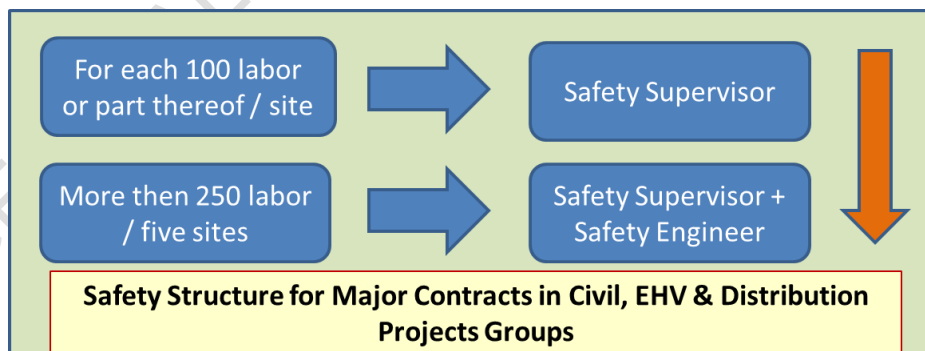 For each 100 labor
or part thereof / site
Safety Supervisor
More then 250 labor
/ five sites
Safety Supervisor +
Safety Engineer
Safety Structure for Major Contracts in Civil, EHV & Distribution
Projects Groups